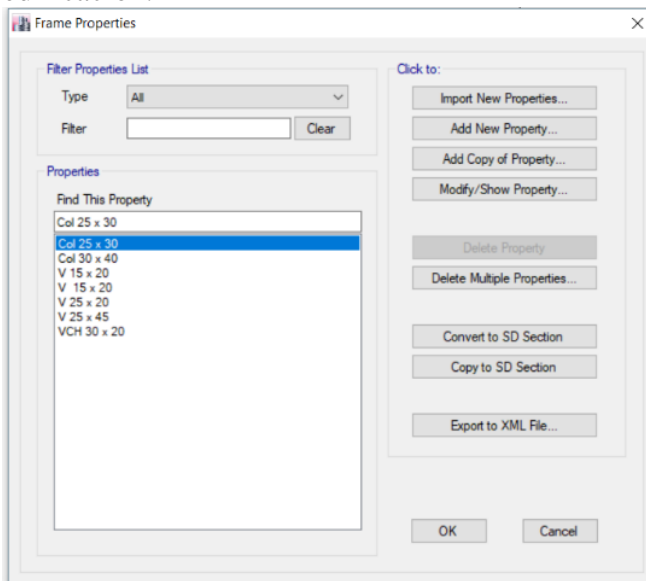 Frame Properties
Filter Properties List
Type All
Filter Clear
Properties
Find This Property
Col 25 x 30
Col 25 x 30
Col 30 x 40
V 15 x 20
V  15 x 20
V 25 x 20
V 25 x 45
VCH 30 x 20
Click to:
Import New Properties...
Add New Property...
Add Copy of Property...
Modify/Show Property...
Delete Property
Delete Multiple Properties...
Convert to SD Section
Copy to SD Section
Export to XML File...
OK Cancel